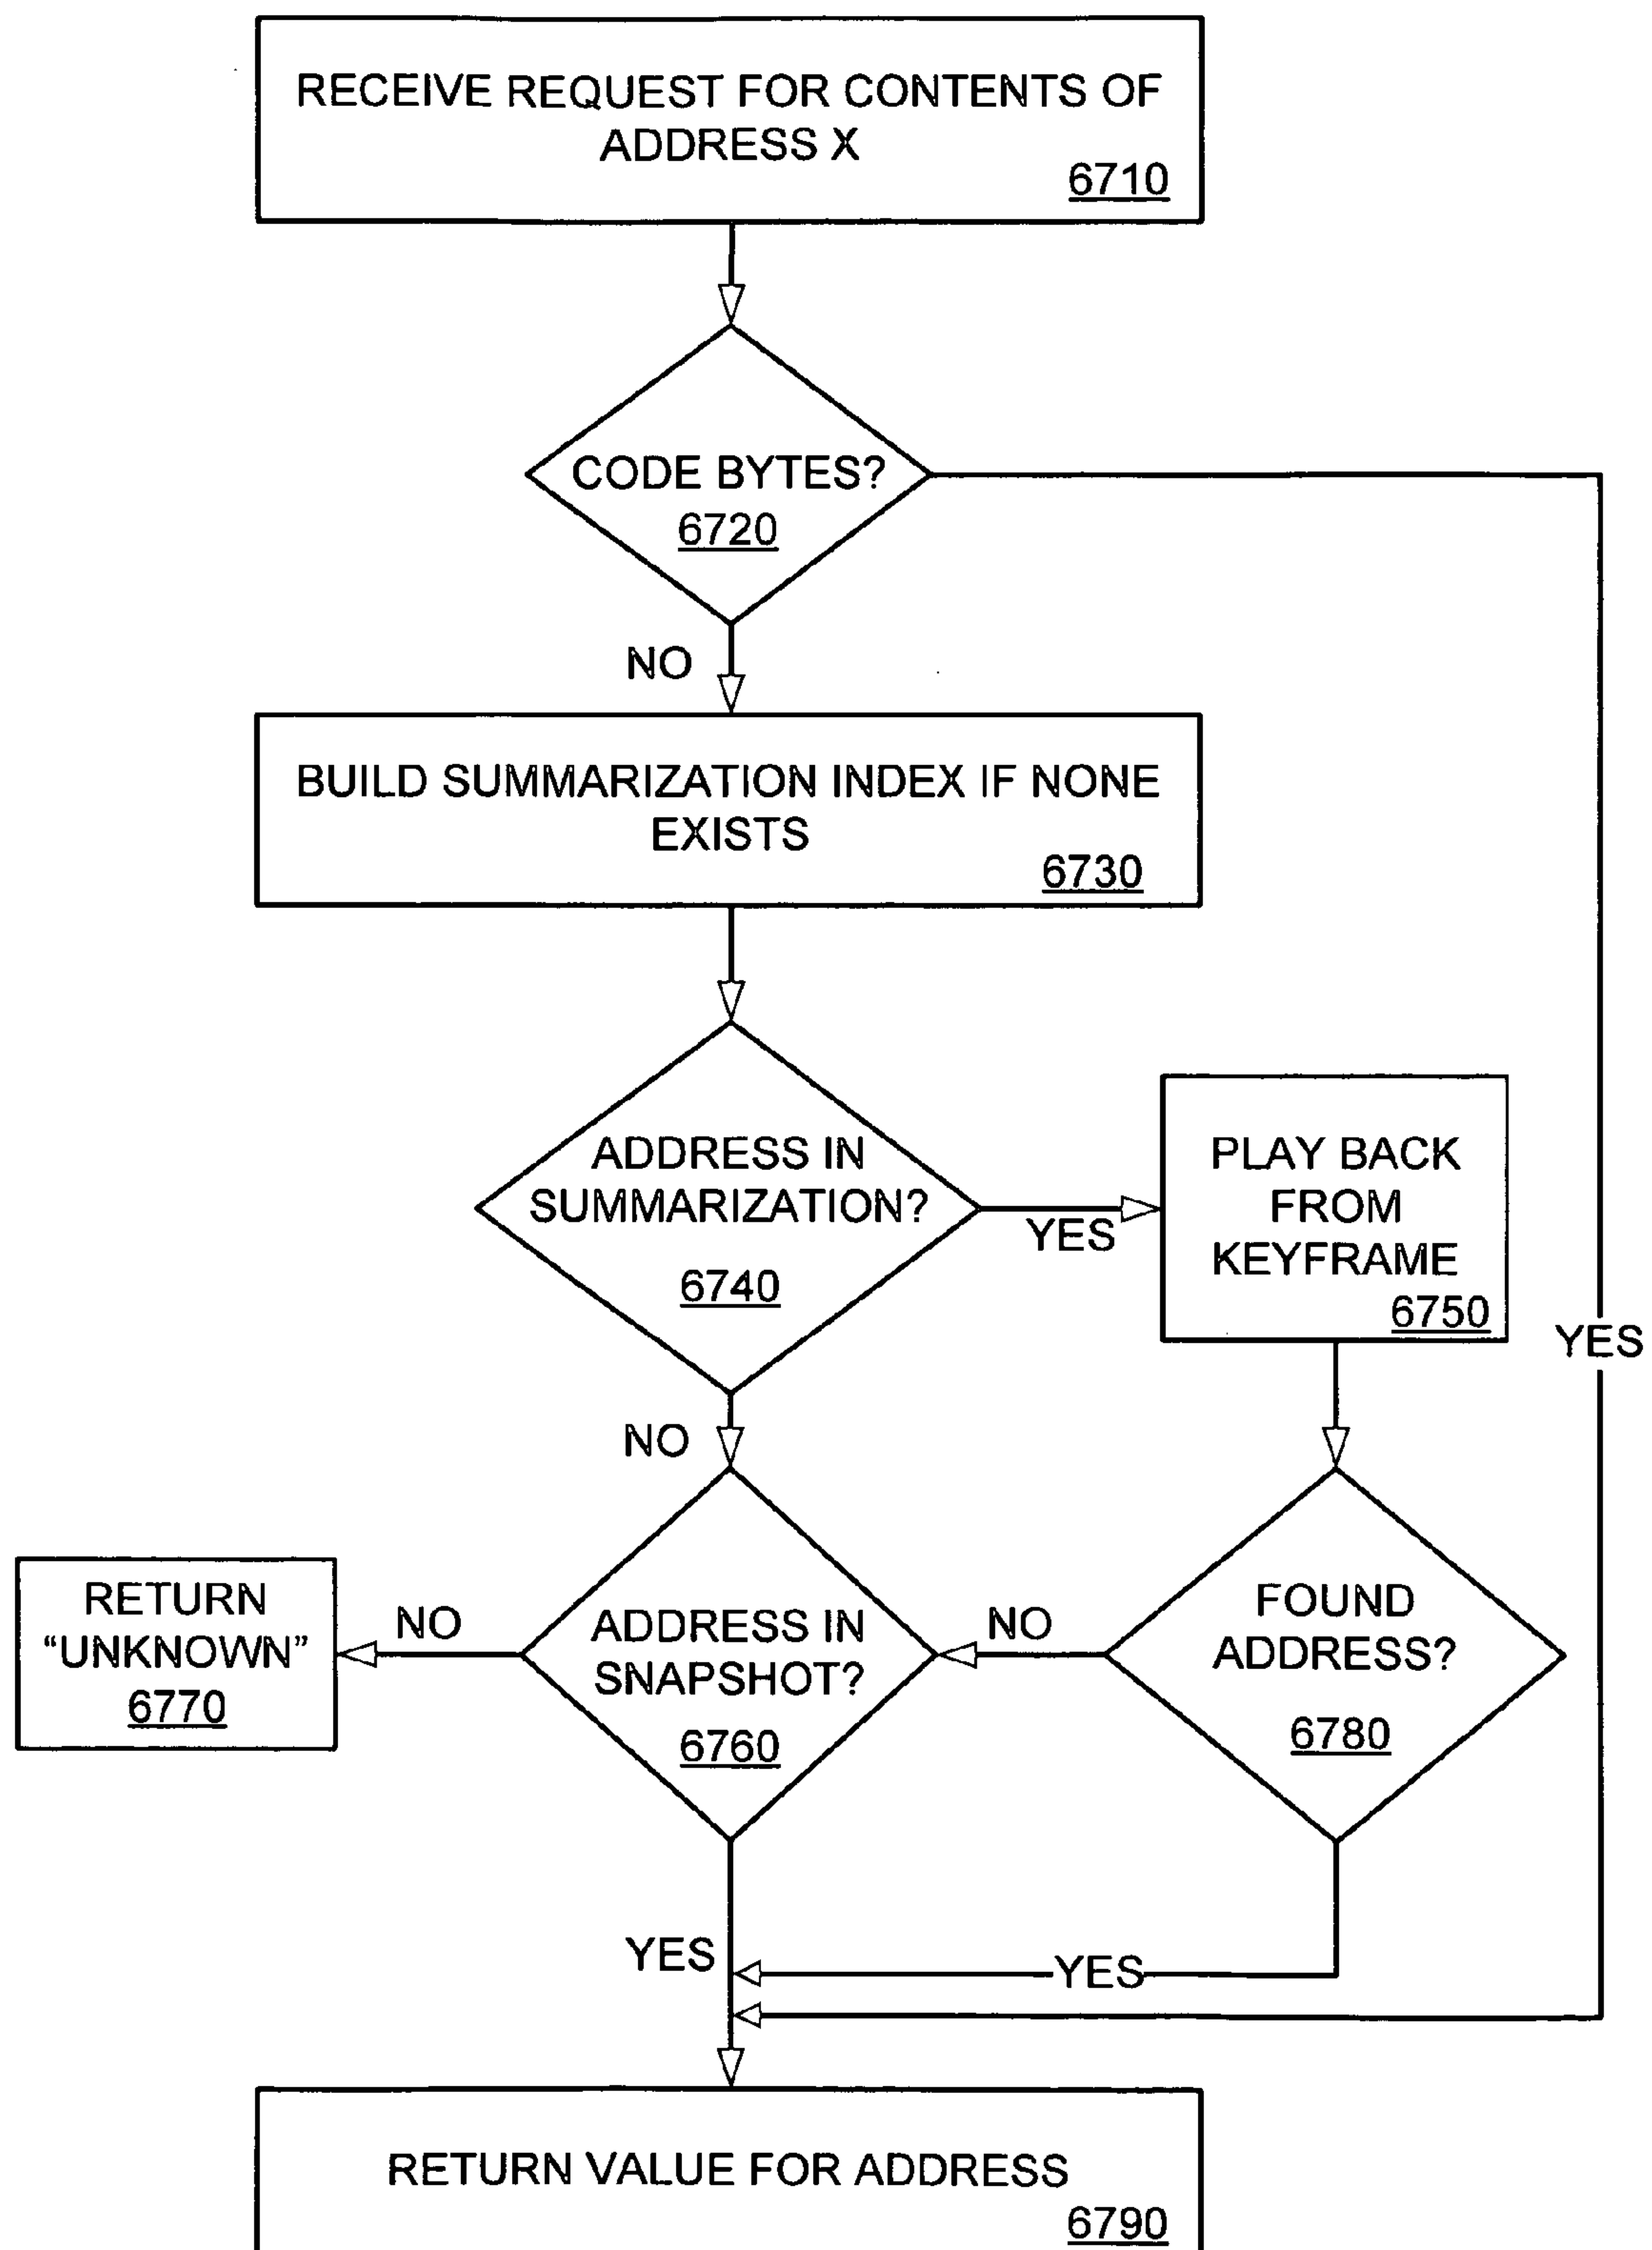 RECEIVE REQUEST FOR CONTENTS OF
ADDRESS X
6710
CODE BYTES?
6720
NO
BUILD SUMMARIZATION INDEX IF NONE
EXISTS
6730
ADDRESS IN
SUMMARIZATION?
6740
YES
PLAY BACK
FROM
KEYFRAME
6750
YES
NO
RETURN
“UNKNOWN”
6770
NO
ADDRESS IN
SNAPSHOT?
6760
NO
FOUND
ADDRESS?
6780
YES
YES
RETURN VALUE FOR ADDRESS
6790